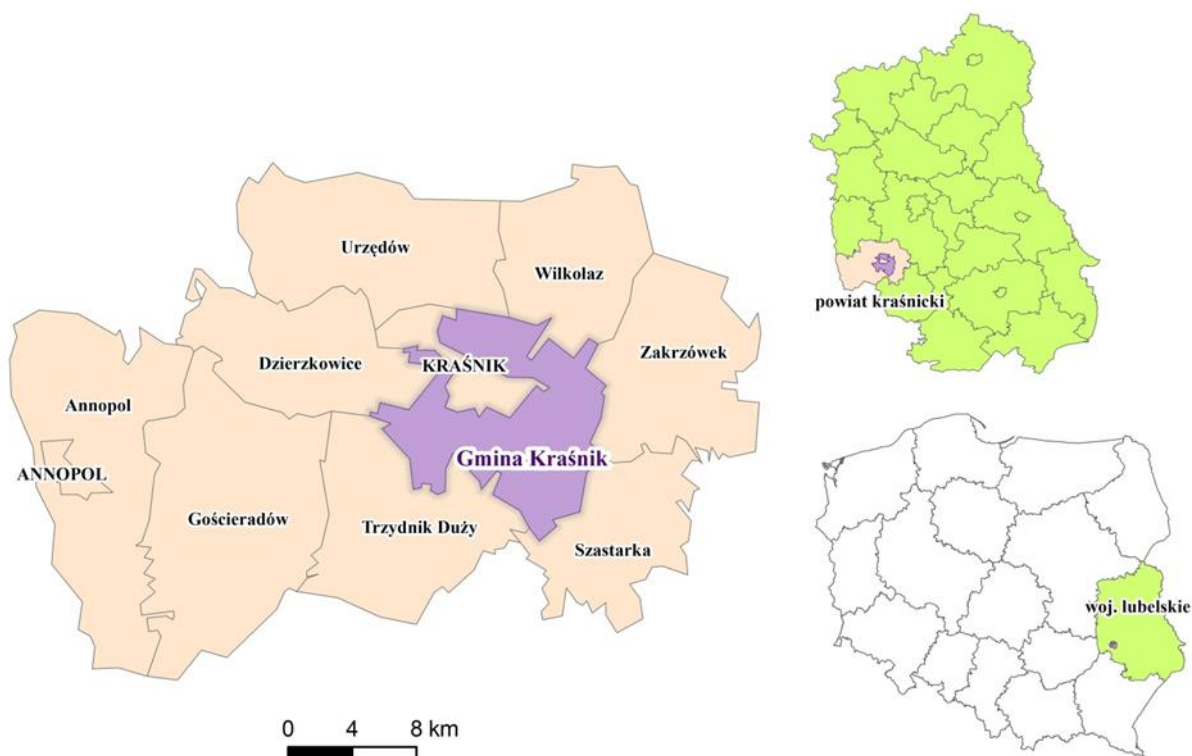 Urzędów
Wilkołaz
Dzierzkowice
KRAŚNIK
Zakrzówek
Annopol
ANNOPOL
Gmina Kraśnik
Gościeradów
Trzydnik Duży
Szastarka
0 4 8 km
powiat kraśnicki
woj. lubelskie